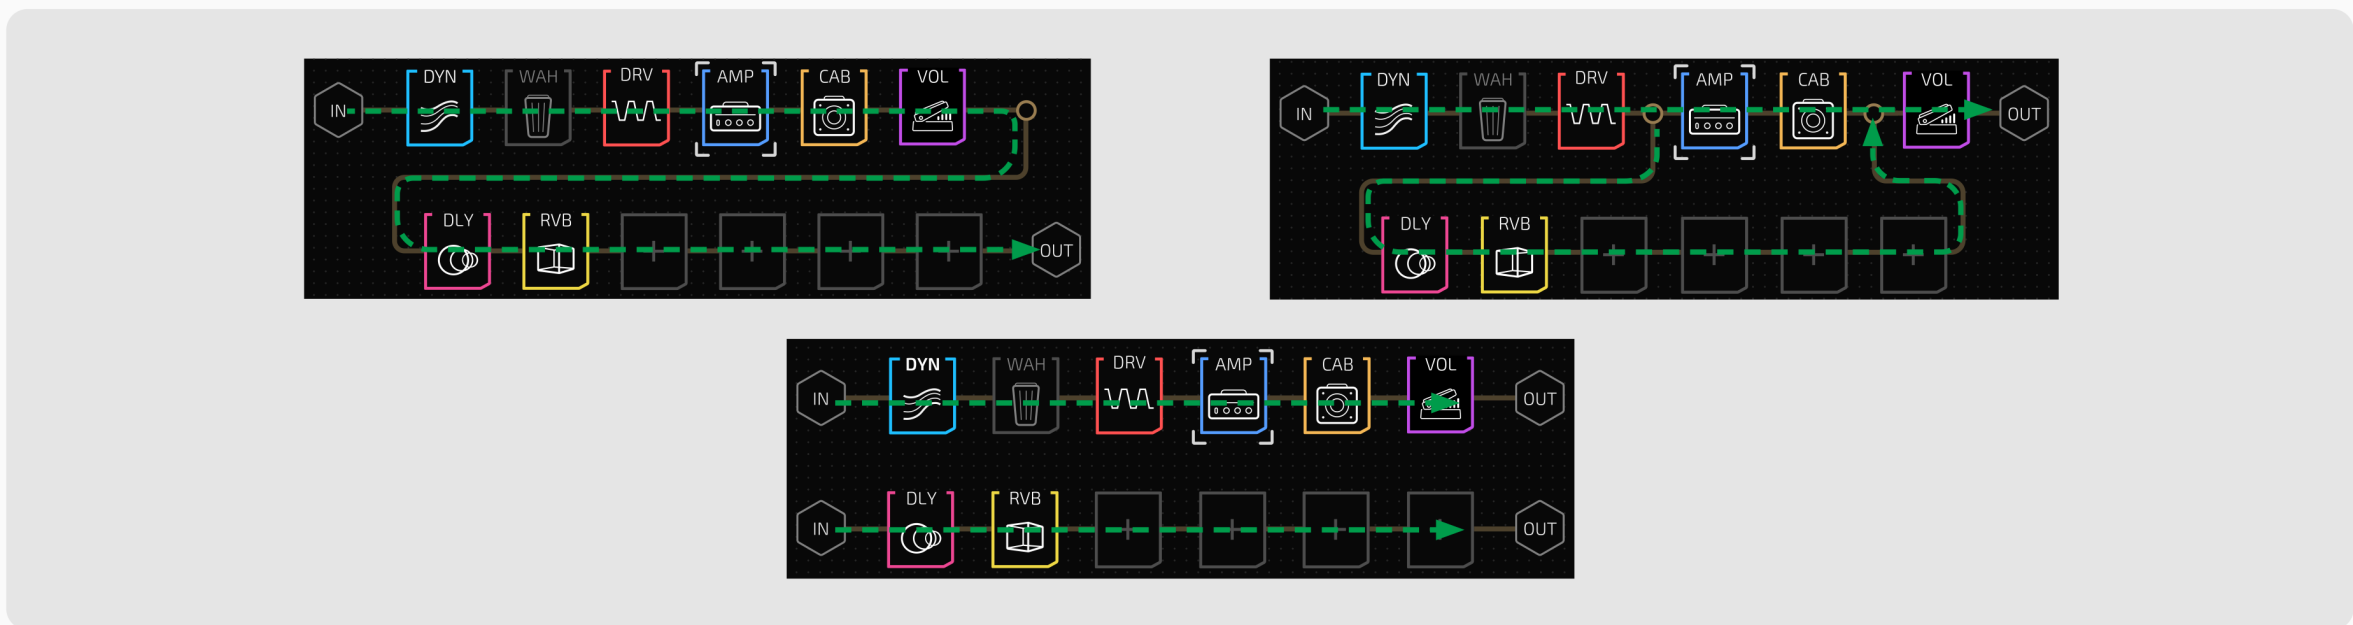 IN DYN WAH DRV AMP CAB VOL
DLY RVB OUT
IN DYN WAH DRV AMP CAB VOL OUT
DLY RVB
IN DYN WAH DRV AMP CAB VOL OUT
IN DLY RVB OUT